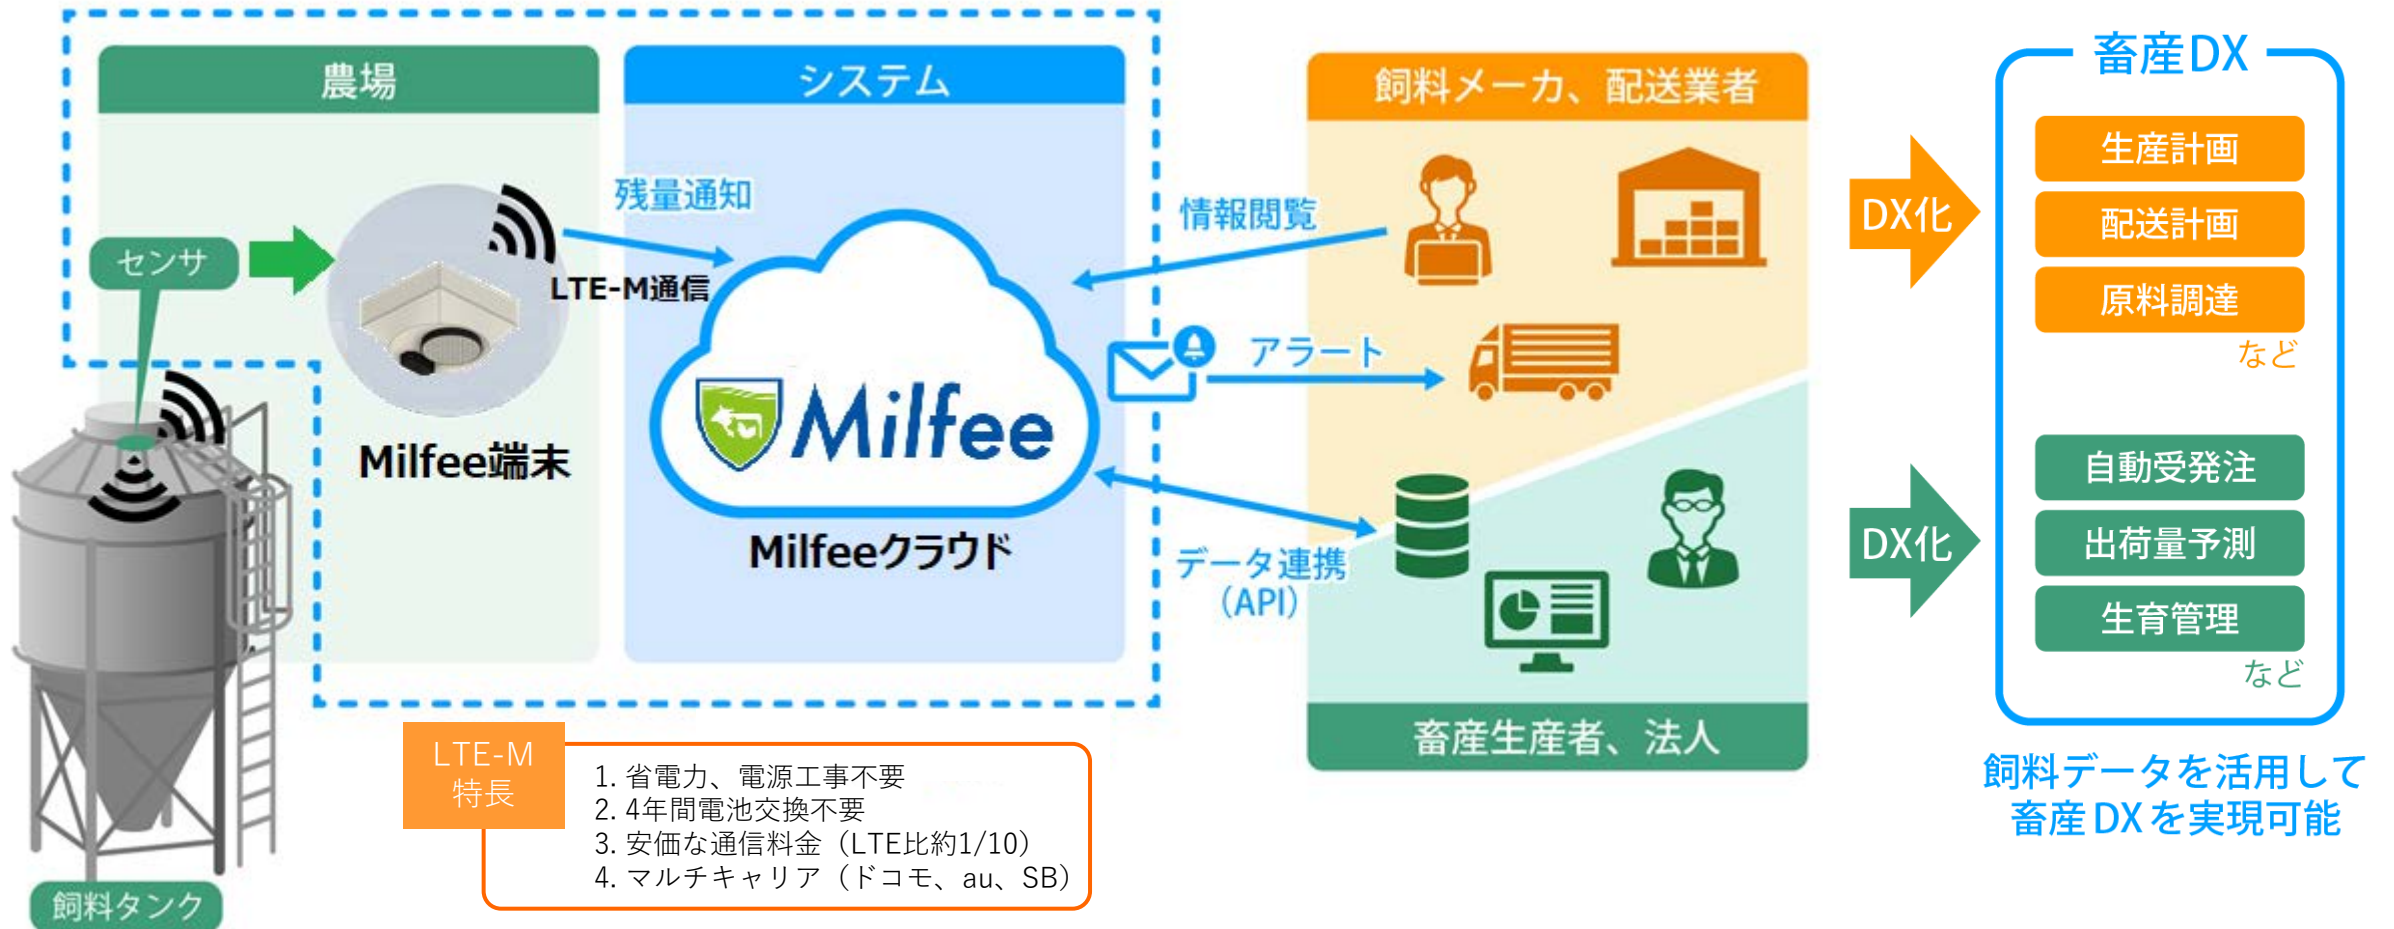 農場
システム
センサ
残量通知
LTE-M通信
Milfee端末
Milfee
Milfeeクラウド
飼料タンク
情報閲覧
アラート
データ連携
（API）
飼料メーカ、配送業者
畜産生産者、法人
DX化
DX化
畜産DX
生産計画
配送計画
原料調達
など
自動受発注
出荷量予測
生育管理
など
飼料データを活用して
畜産DXを実現可能
LTE-M
特長
1. 省電力、電源工事不要
2. 4年間電池交換不要
3. 安価な通信料金（LTE比約1/10）
4. マルチキャリア（ドコモ、au、SB）